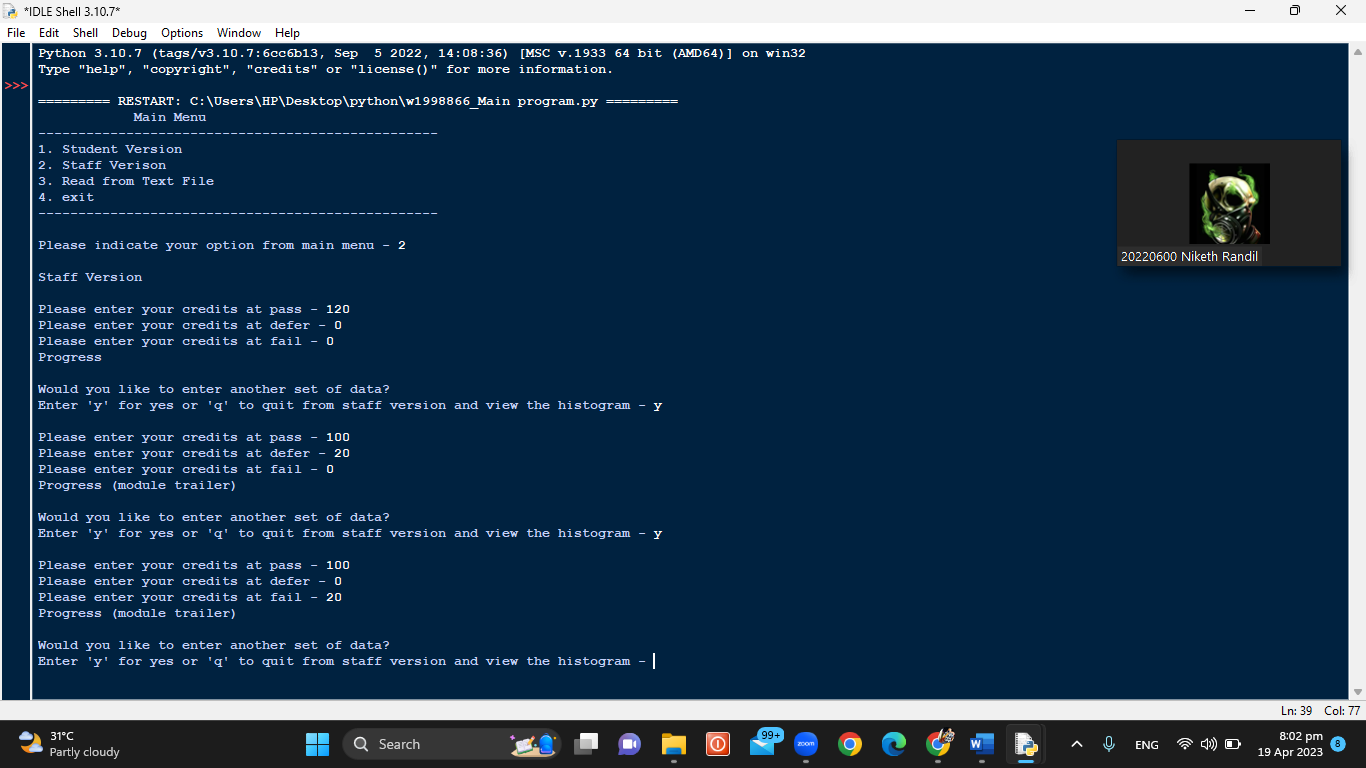 *IDLE Shell 3.10.7*
File Edit Shell Debug Options Window Help
Python 3.10.7 (tags/v3.10.7:6cc6b13, Sep  5 2022, 14:08:36) [MSC v.1933 64 bit (AMD64)] on win32
Type "help", "copyright", "credits" or "license()" for more information.
>>>
========= RESTART: C:\Users\HP\Desktop\python\w1998866_Main program.py =========
Main Menu
--------------------------------------------------
1. Student Version
2. Staff Verison
3. Read from Text File
4. exit
--------------------------------------------------
Please indicate your option from main menu - 2
Staff Version
Please enter your credits at pass - 120
Please enter your credits at defer - 0
Please enter your credits at fail - 0
Progress
Would you like to enter another set of data?
Enter 'y' for yes or 'q' to quit from staff version and view the histogram - y
Please enter your credits at pass - 100
Please enter your credits at defer - 20
Please enter your credits at fail - 0
Progress (module trailer)
Would you like to enter another set of data?
Enter 'y' for yes or 'q' to quit from staff version and view the histogram - y
Please enter your credits at pass - 100
Please enter your credits at defer - 0
Please enter your credits at fail - 20
Progress (module trailer)
Would you like to enter another set of data?
Enter 'y' for yes or 'q' to quit from staff version and view the histogram -
20220600 Niketh Randil
Ln: 39 Col: 77
31°C
Partly cloudy
Search
99+
zoom
W
ENG
8:02 pm
19 Apr 2023
8